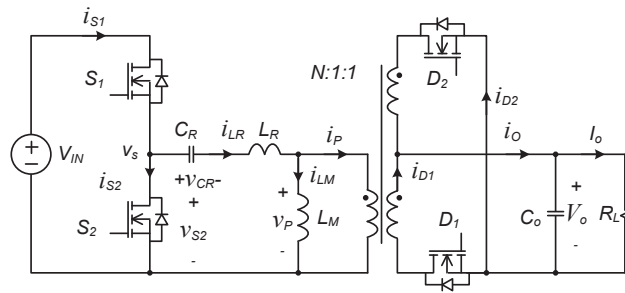 i_S1
N:1:1
S_1
D_2
C_R
i_LR
L_R
i_P
i_D2
i_O
I_o
V_IN
v_s
i_S2
+v_CR-
i_LM
i_D1
+
+
+
S_2
v_S2
v_P
L_M
D_1
C_o
V_o
R_L
-
-
-